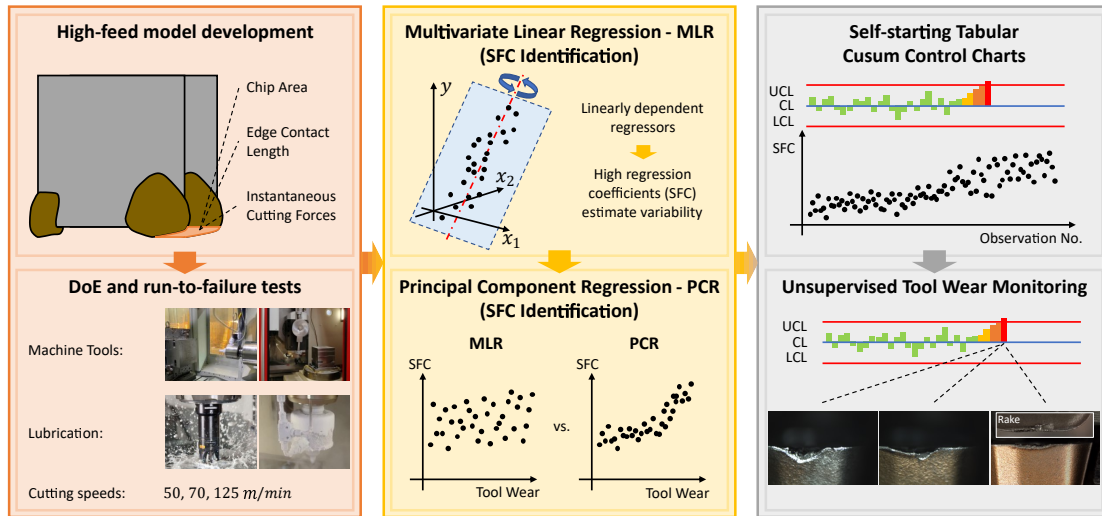 High-feed model development
Chip Area
Edge Contact
Length
Instantaneous
Cutting Forces
DoE and run-to-failure tests
Machine Tools:
Lubrication:
Cutting speeds: 50, 70, 125 m/min
Multivariate Linear Regression - MLR
(SFC Identification)
y
x₂
x₁
Linearly dependent
regressors
High regression
coefficients (SFC)
estimate variability
Principal Component Regression - PCR
(SFC Identification)
MLR
PCR
SFC
SFC
vs.
Tool Wear
Tool Wear
Self-starting Tabular
Cusum Control Charts
UCL
CL
LCL
SFC
Observation No.
Unsupervised Tool Wear Monitoring
UCL
CL
LCL
Rake